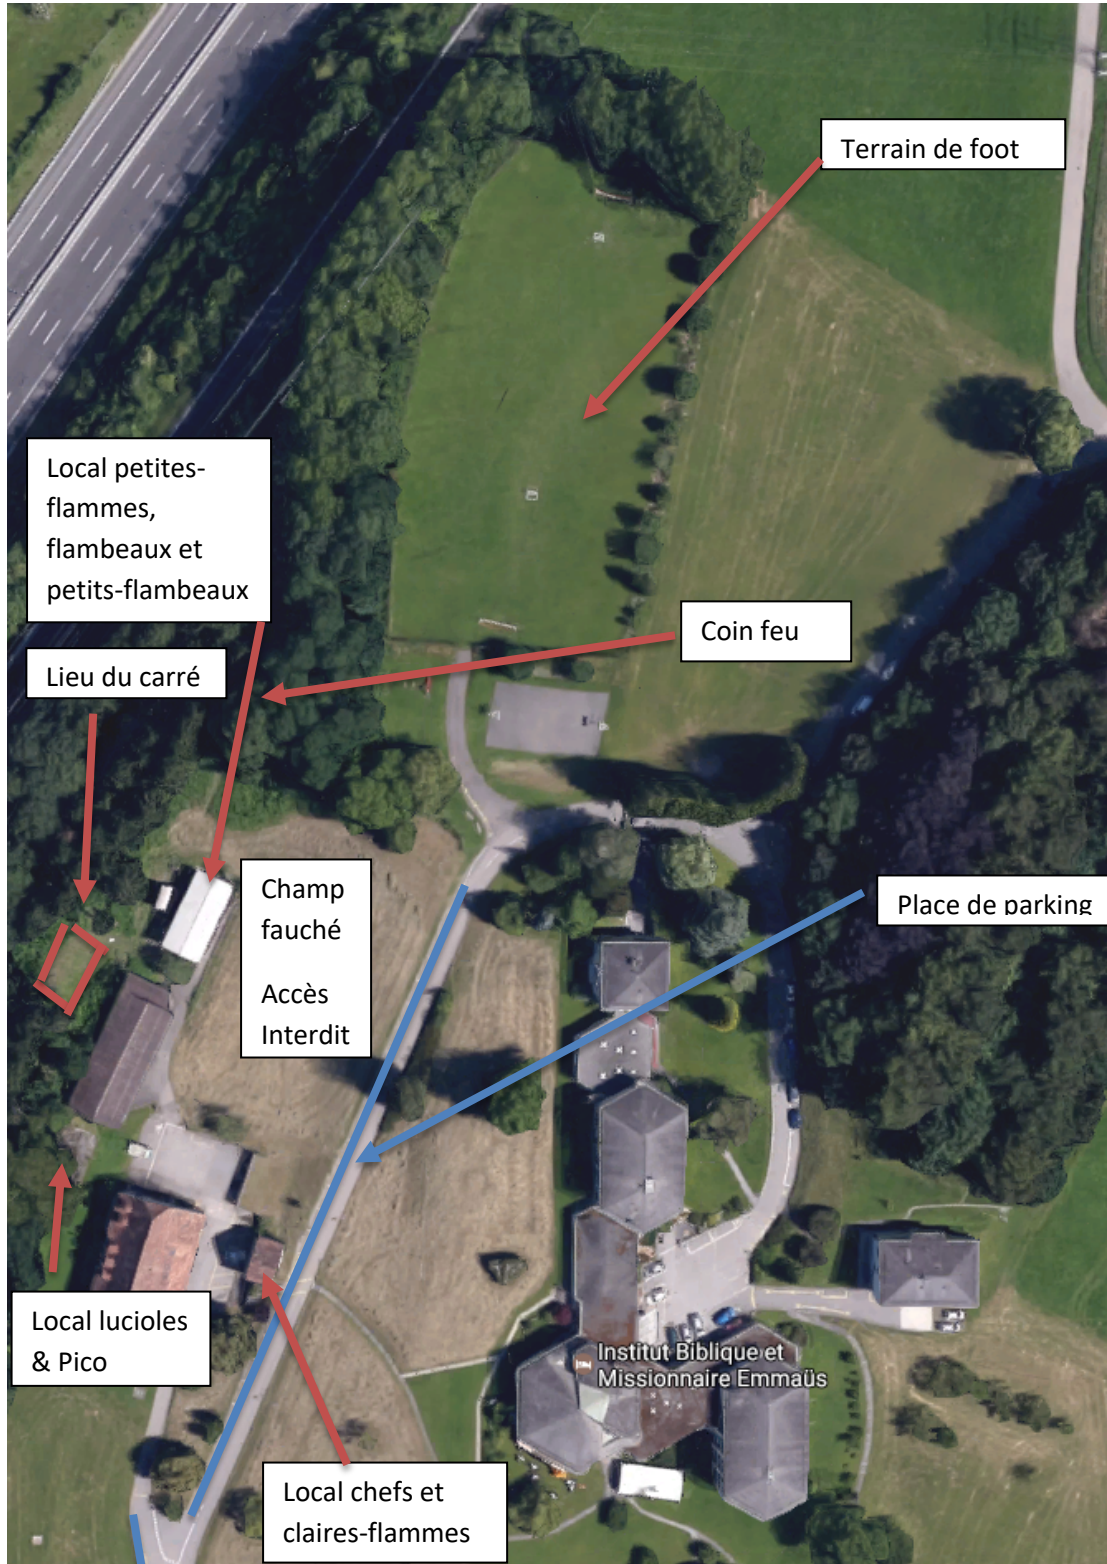 Terrain de foot
Local petites-
flammes,
flambeaux et
petits-flambeaux
Coin feu
Lieu du carré
Champ
fauché
Accès
Interdit
Place de parking
Local lucioles
& Pico
Institut Biblique et
Missionnaire Emmaüs
Local chefs et
claires-flammes